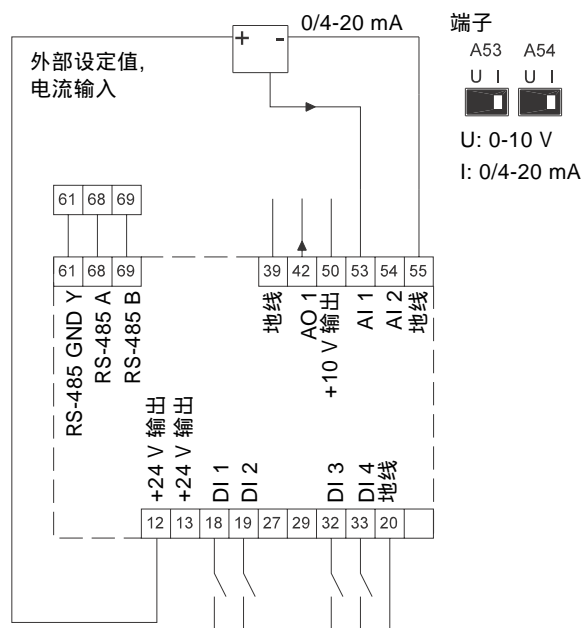 + - 0/4-20 mA
外部设定值,
电流输入
端子
A53 A54
U I U I
U: 0-10 V
I: 0/4-20 mA
61 68 69
61 68 69
39 42 50 53 54 55
RS-485 GND Y
RS-485 A
RS-485 B
地线
AO 1
+10 V 输出
AI 1
AI 2
地线
+24 V 输出
+24 V 输出
DI 1
DI 2
DI 3
DI 4
地线
12 13 18 19 27 29 32 33 20